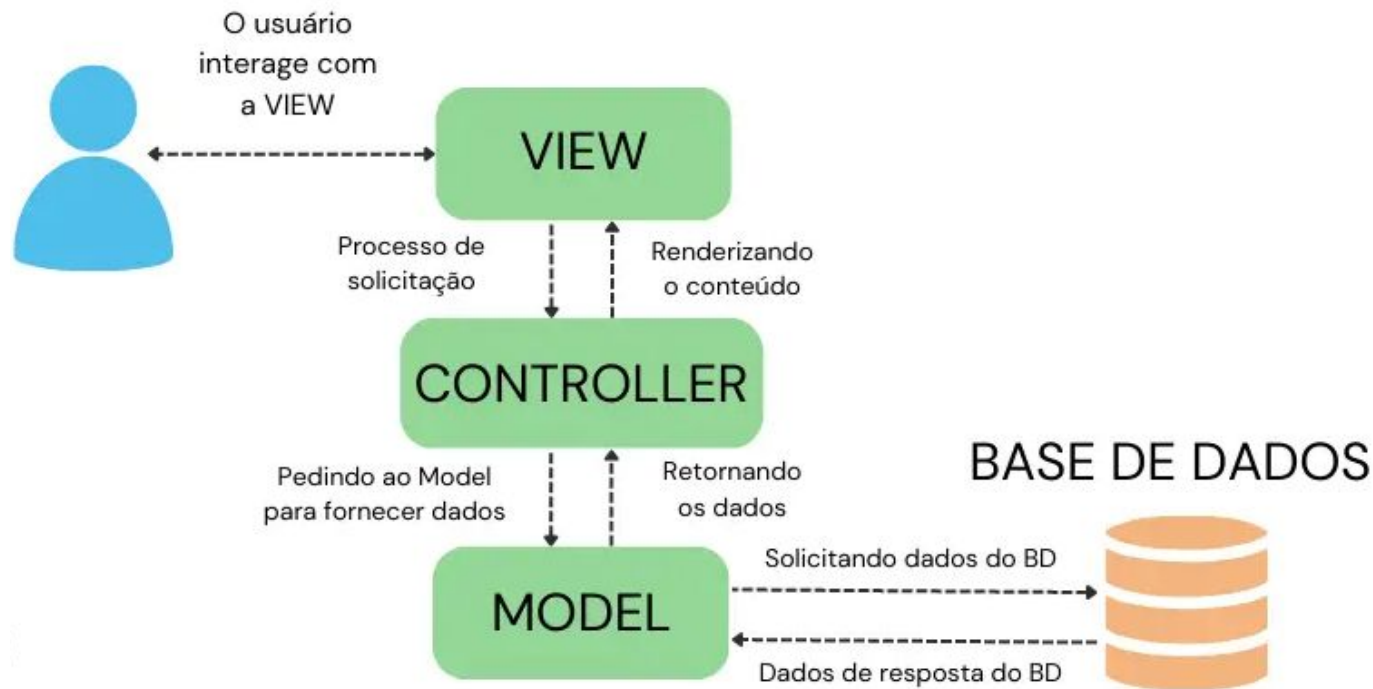 O usuário
interage com
a VIEW
VIEW
Processo de
solicitação
Renderizando
o conteúdo
CONTROLLER
Pedindo ao Model
para fornecer dados
Retornando
os dados
BASE DE DADOS
MODEL
Solicitando dados do BD
Dados de resposta do BD